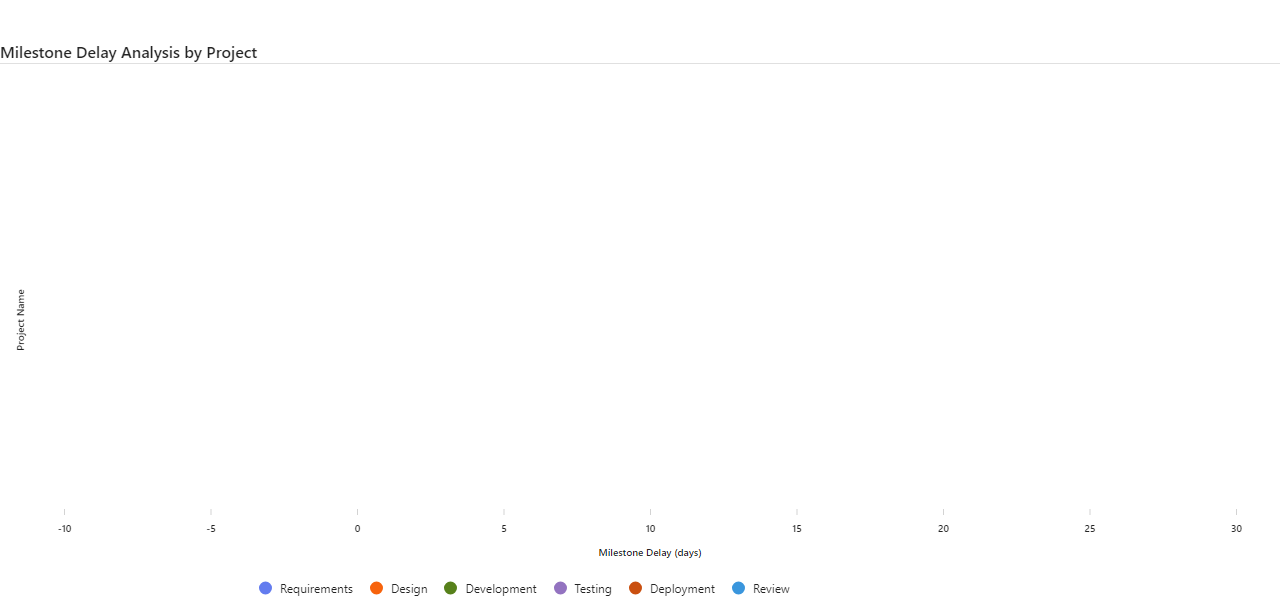 Milestone Delay Analysis by Project
Project Name
-10 -5 0 5 10 15 20 25 30
Milestone Delay (days)
Requirements Design Development Testing Deployment Review